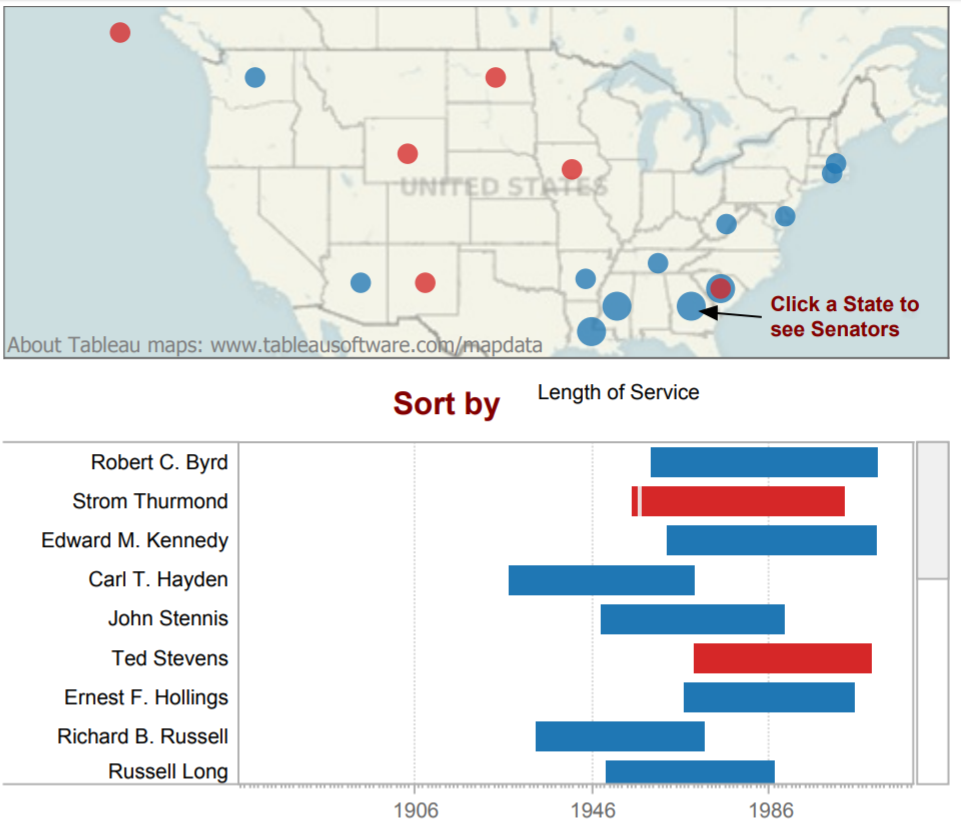 UNITED STATES
Click a State to
see Senators
About Tableau maps: www.tableausoftware.com/mapdata
Sort by
Length of Service
Robert C. Byrd
Strom Thurmond
Edward M. Kennedy
Carl T. Hayden
John Stennis
Ted Stevens
Ernest F. Hollings
Richard B. Russell
Russell Long
1906
1946
1986